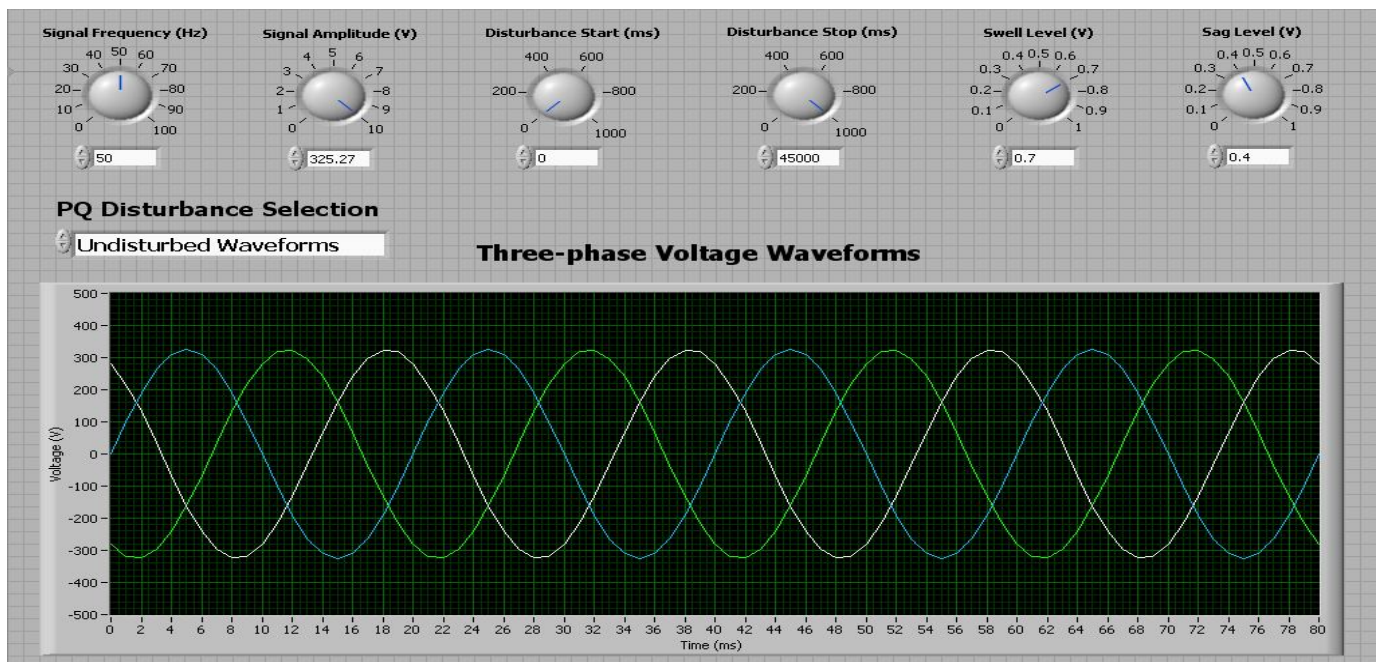 Signal Frequency (Hz) Signal Amplitude (V) Disturbance Start (ms) Disturbance Stop (ms) Swell Level (V) Sag Level (V)
0 10 20 30 40 50 60 70 80 90 100
0 1 2 3 4 5 6 7 8 9 10
0 200 400 600 800 1000
0 200 400 600 800 1000
0 0.1 0.2 0.3 0.4 0.5 0.6 0.7 0.8 0.9 1
0 0.1 0.2 0.3 0.4 0.5 0.6 0.7 0.8 0.9 1
50 325.27 0 45000 0.7 0.4
PQ Disturbance Selection
Undisturbed Waveforms
Three-phase Voltage Waveforms
500
400
300
200
100
0
-100
-200
-300
-400
-500
Voltage (V)
0 2 4 6 8 10 12 14 16 18 20 22 24 26 28 30 32 34 36 38 40 42 44 46 48 50 52 54 56 58 60 62 64 66 68 70 72 74 76 78 80
Time (ms)